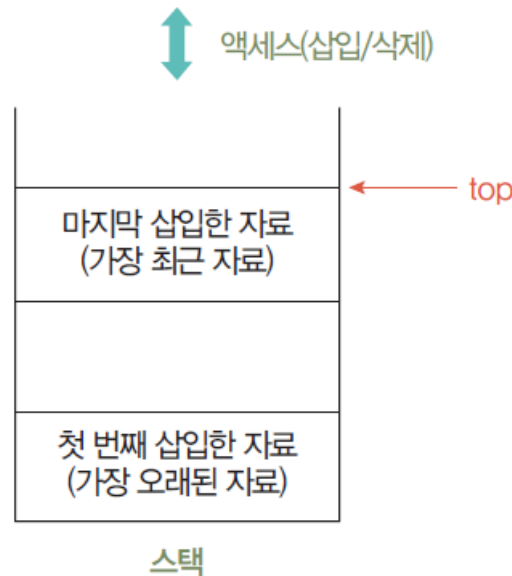 액세스(삽입/삭제)
top
마지막 삽입한 자료
(가장 최근 자료)
첫 번째 삽입한 자료
(가장 오래된 자료)
스택